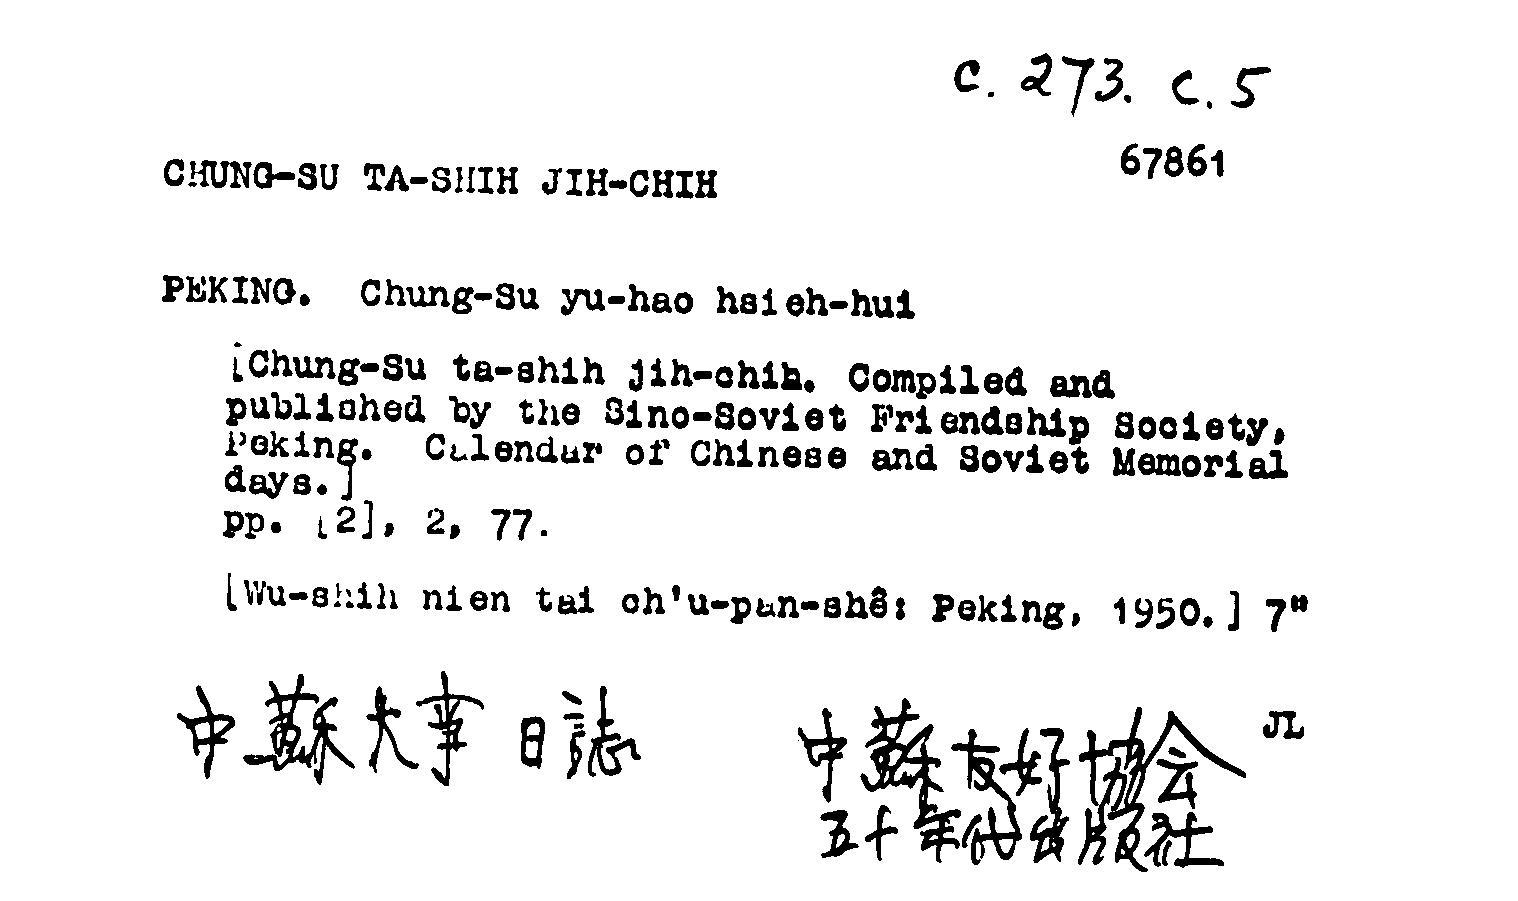 c. 273. c. 5
67861
CHUNG-SU TA-SHIH JIH-CHIH
PEKING. Chung-Su yu-hao hsieh-hui
[Chung-Su ta-shih jih-chih. Compiled and
published by the Sino-Soviet Friendship Society,
Peking. Calendar of Chinese and Soviet Memorial
days.]
pp. [2], 2, 77.
[Wu-shih nien tai ch'u-pan-shê: Peking, 1950.] 7"
中蘇大事日誌
中蘇友好協会
JL
五十年代出版社